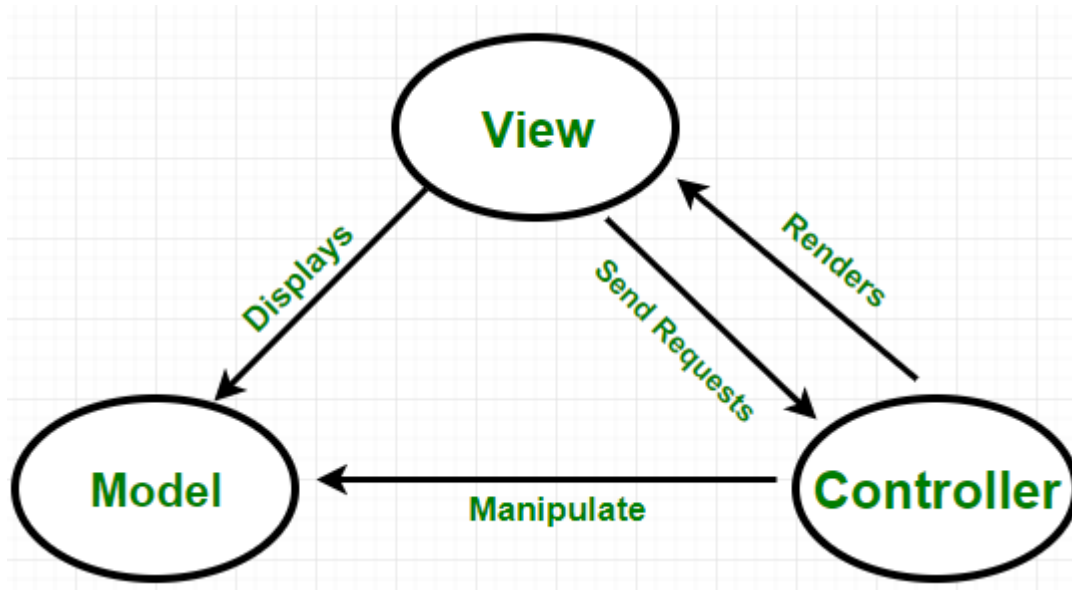 View
Displays
Send Requests
Renders
Model
Manipulate
Controller